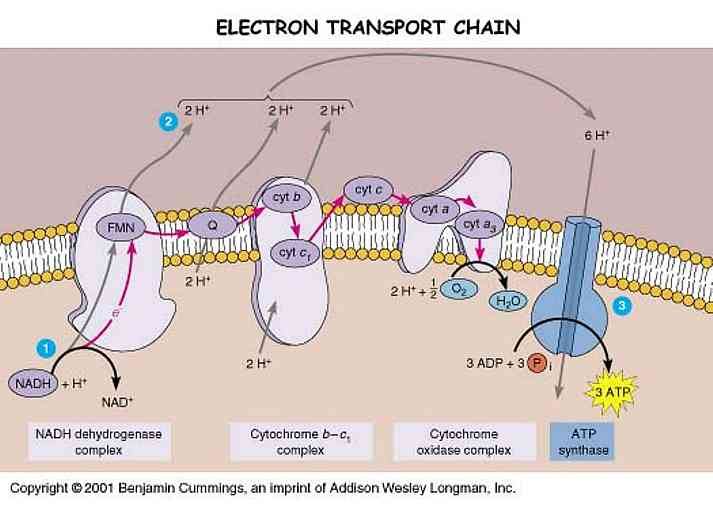 ELECTRON TRANSPORT CHAIN
2 H⁺
2 H⁺
2 H⁺
2
6 H⁺
cyt b
cyt c
cyt a
FMN
Q
cyt a₃
cyt c₁
2 H⁺
2 H⁺ + 1/2
O₂
H₂O
e⁻
3
1
2 H⁺
3 ADP + 3 P i
NADH + H⁺
NAD⁺
3 ATP
NADH dehydrogenase
complex
Cytochrome b–c₁
complex
Cytochrome
oxidase complex
ATP
synthase
Copyright © 2001 Benjamin Cummings, an imprint of Addison Wesley Longman, Inc.